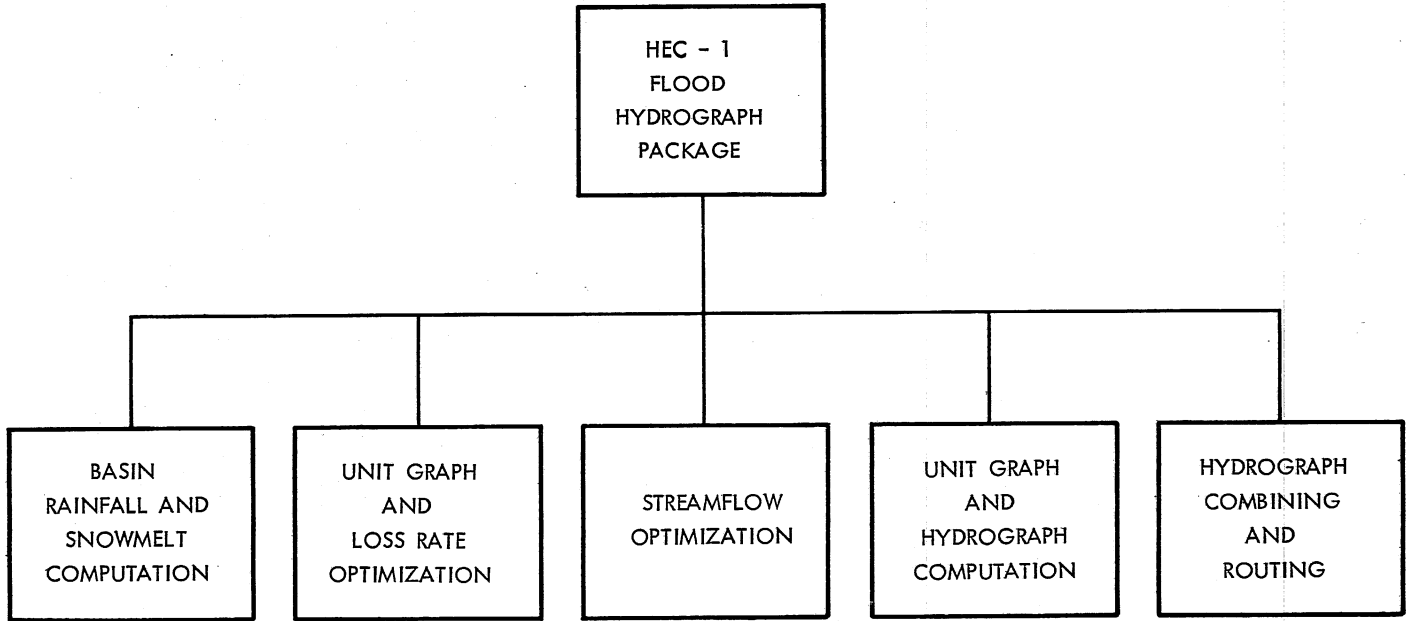 HEC - 1
FLOOD
HYDROGRAPH
PACKAGE
BASIN
RAINFALL AND
SNOWMELT
COMPUTATION
UNIT GRAPH
AND
LOSS RATE
OPTIMIZATION
STREAMFLOW
OPTIMIZATION
UNIT GRAPH
AND
HYDROGRAPH
COMPUTATION
HYDROGRAPH
COMBINING
AND
ROUTING